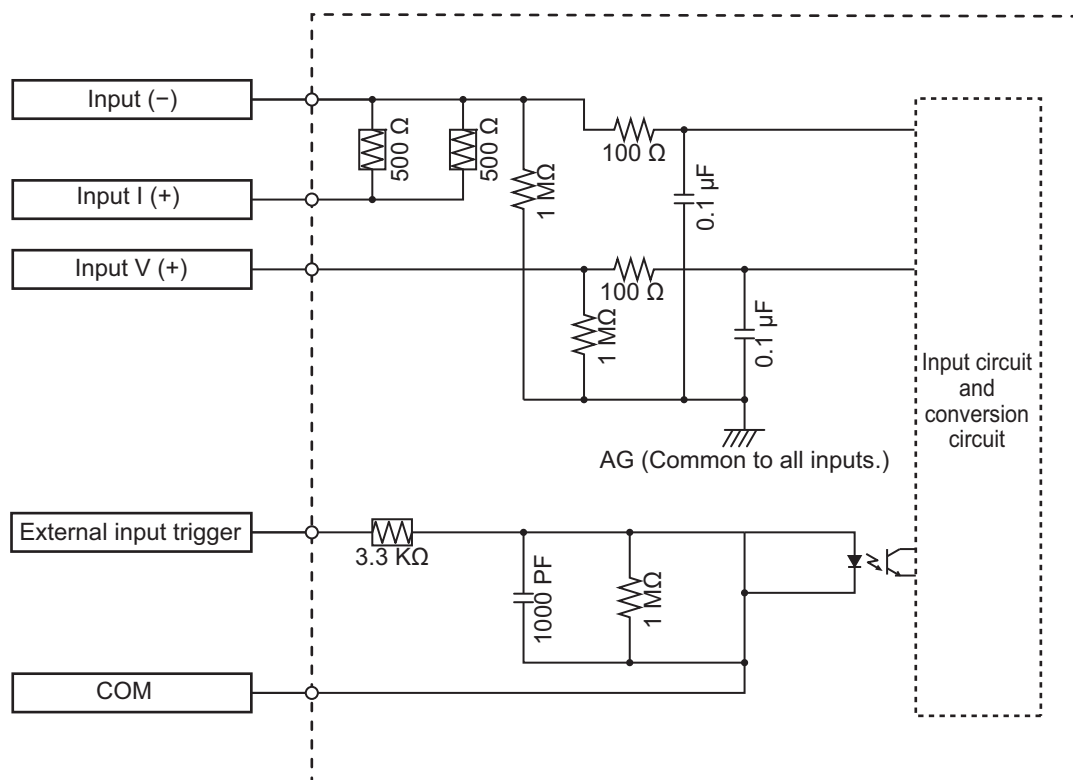 Input (−)
500 Ω
500 Ω
1 MΩ
100 Ω
0.1 µF
Input I (+)
Input V (+)
100 Ω
1 MΩ
0.1 µF
Input circuit
and
conversion
circuit
AG (Common to all inputs.)
External input trigger
3.3 KΩ
1000 PF
1 MΩ
COM